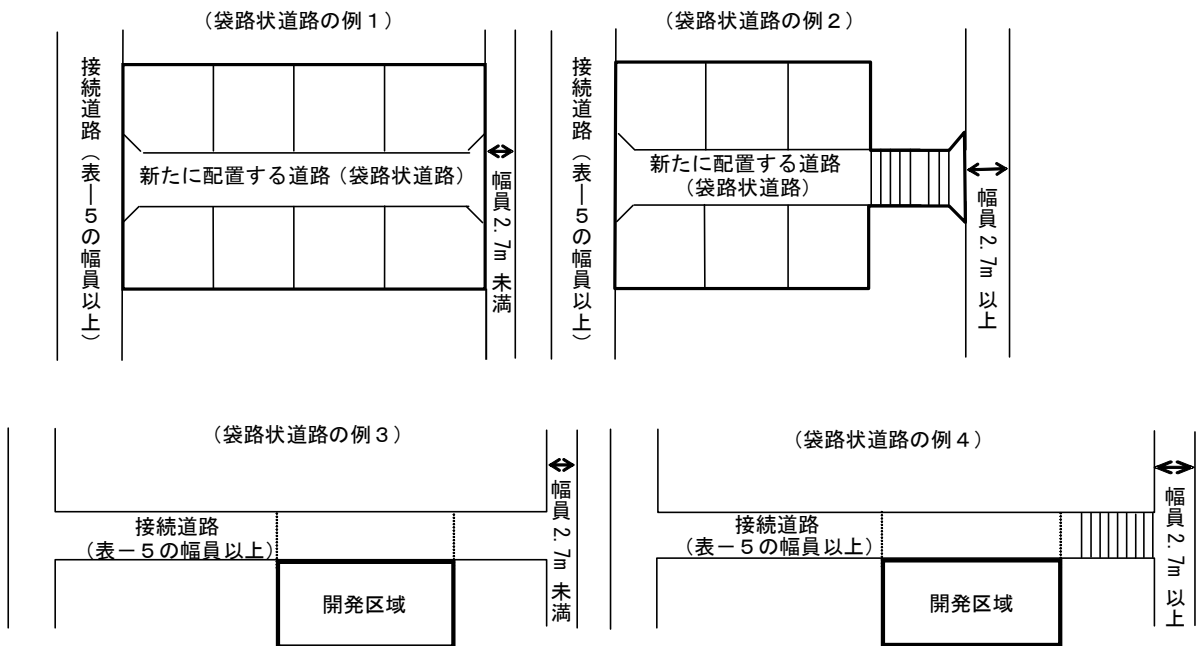 （袋路状道路の例１）
接続道路（表―５の幅員以上）
新たに配置する道路（袋路状道路）
幅員２．７ｍ未満
（袋路状道路の例２）
接続道路（表―５の幅員以上）
新たに配置する道路
（袋路状道路）
幅員２．７ｍ以上
（袋路状道路の例３）
接続道路
（表－５の幅員以上）
開発区域
幅員２．７ｍ未満
（袋路状道路の例４）
接続道路
（表－５の幅員以上）
開発区域
幅員２．７ｍ以上